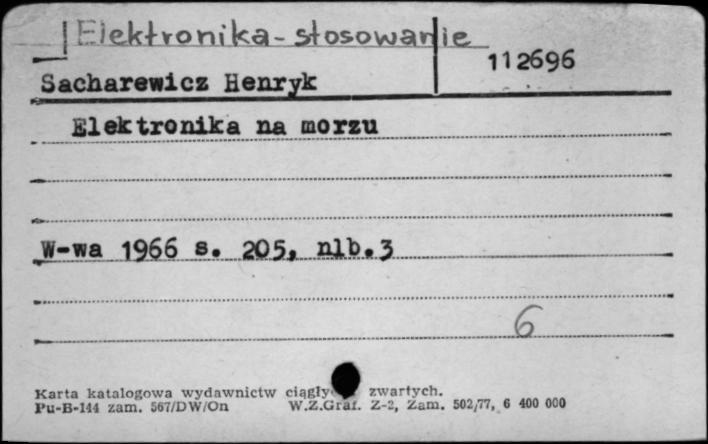 Elektronika - stosowanie
112696
Sacharewicz Henryk
Elektronika na morzu
W-wa 1966 s. 205, nlb.3
6
Karta katalogowa wydawnictw zwartych.
Pu-B-144 zam. 567/DW/On W.Z.Graf. Z-2, Zam. 502/77, 6 400 000